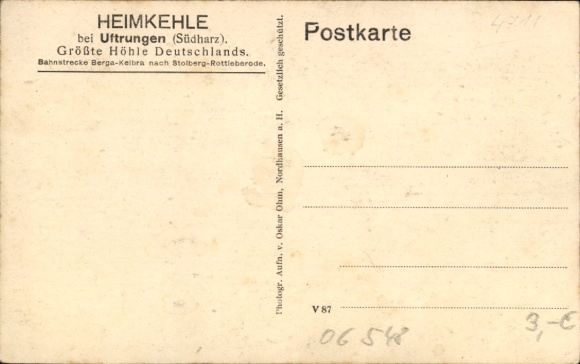 HEIMKEHLE
bei Uftrungen (Südharz).
Größte Höhle Deutschlands.
Bahnstrecke Berga-Kelbra nach Stolberg-Rottleberode.
Photogr. Aufn. v. Oskar Ohm, Nordhausen a. H. Gesetzlich geschützt.
Postkarte
V 87
06 548
3,-€